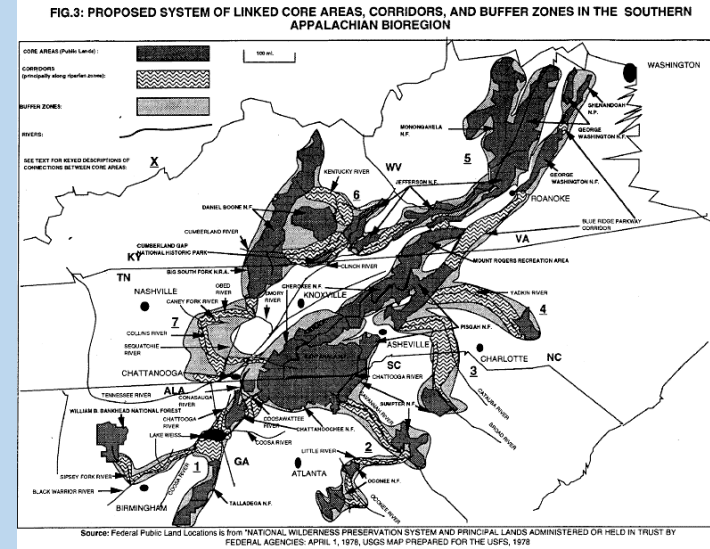 FIG.3: PROPOSED SYSTEM OF LINKED CORE AREAS, CORRIDORS, AND BUFFER ZONES IN THE SOUTHERN
APPALACHIAN BIOREGION
CORE AREAS (Public Lands):
100 mi.
CORRIDORS
(principally along riparian zones):
BUFFER ZONES:
RIVERS:
SEE TEXT FOR KEYED DESCRIPTIONS OF
CONNECTIONS BETWEEN CORE AREAS:
X
WASHINGTON
SHENANDOAH
N.F.
MONONGAHELA
N.F.
GEORGE
WASHINGTON N.F.
5
WV
KENTUCKY RIVER
JEFFERSON N.F.
GEORGE
WASHINGTON N.F.
6
ROANOKE
DANIEL BOONE N.F.
BLUE RIDGE PARKWAY
CORRIDOR
CUMBERLAND RIVER
VA
CUMBERLAND GAP
NATIONAL HISTORIC PARK
KY
CLINCH RIVER
MOUNT ROGERS RECREATION AREA
BIG SOUTH FORK N.R.A.
TN
CHEROKEE N.F.
NASHVILLE
OBED
RIVER
EMORY
RIVER
KNOXVILLE
YADKIN RIVER
CANEY FORK RIVER
4
7
PISGAH N.F.
COLLINS RIVER
ASHEVILLE
SEQUATCHIE
RIVER
CHARLOTTE
NC
SC
3
CHATTANOOGA
CHATTOOGA RIVER
TENNESSEE RIVER
ALA
CONASAUGA
RIVER
CATAUBA RIVER
SAVANNAH RIVER
SUMPTER N.F.
BROAD RIVER
WILLIAM B. BANKHEAD NATIONAL FOREST
CHATTOOGA
RIVER
COOSAWATTEE
RIVER
CHATTAHOOCHEE N.F.
LAKE WEISS
COOSA RIVER
2
LITTLE RIVER
1
GA
ATLANTA
SIPSEY FORK RIVER
OGONEE N.F.
COOSA RIVER
BLACK WARRIOR RIVER
OGONEE RIVER
BIRMINGHAM
TALLADEGA N.F.
Source: Federal Public Land Locations is from "NATIONAL WILDERNESS PRESERVATION SYSTEM AND PRINCIPAL LANDS ADMINISTERED OR HELD IN TRUST BY
FEDERAL AGENCIES: APRIL 1, 1978, USGS MAP PREPARED FOR THE USFS, 1978